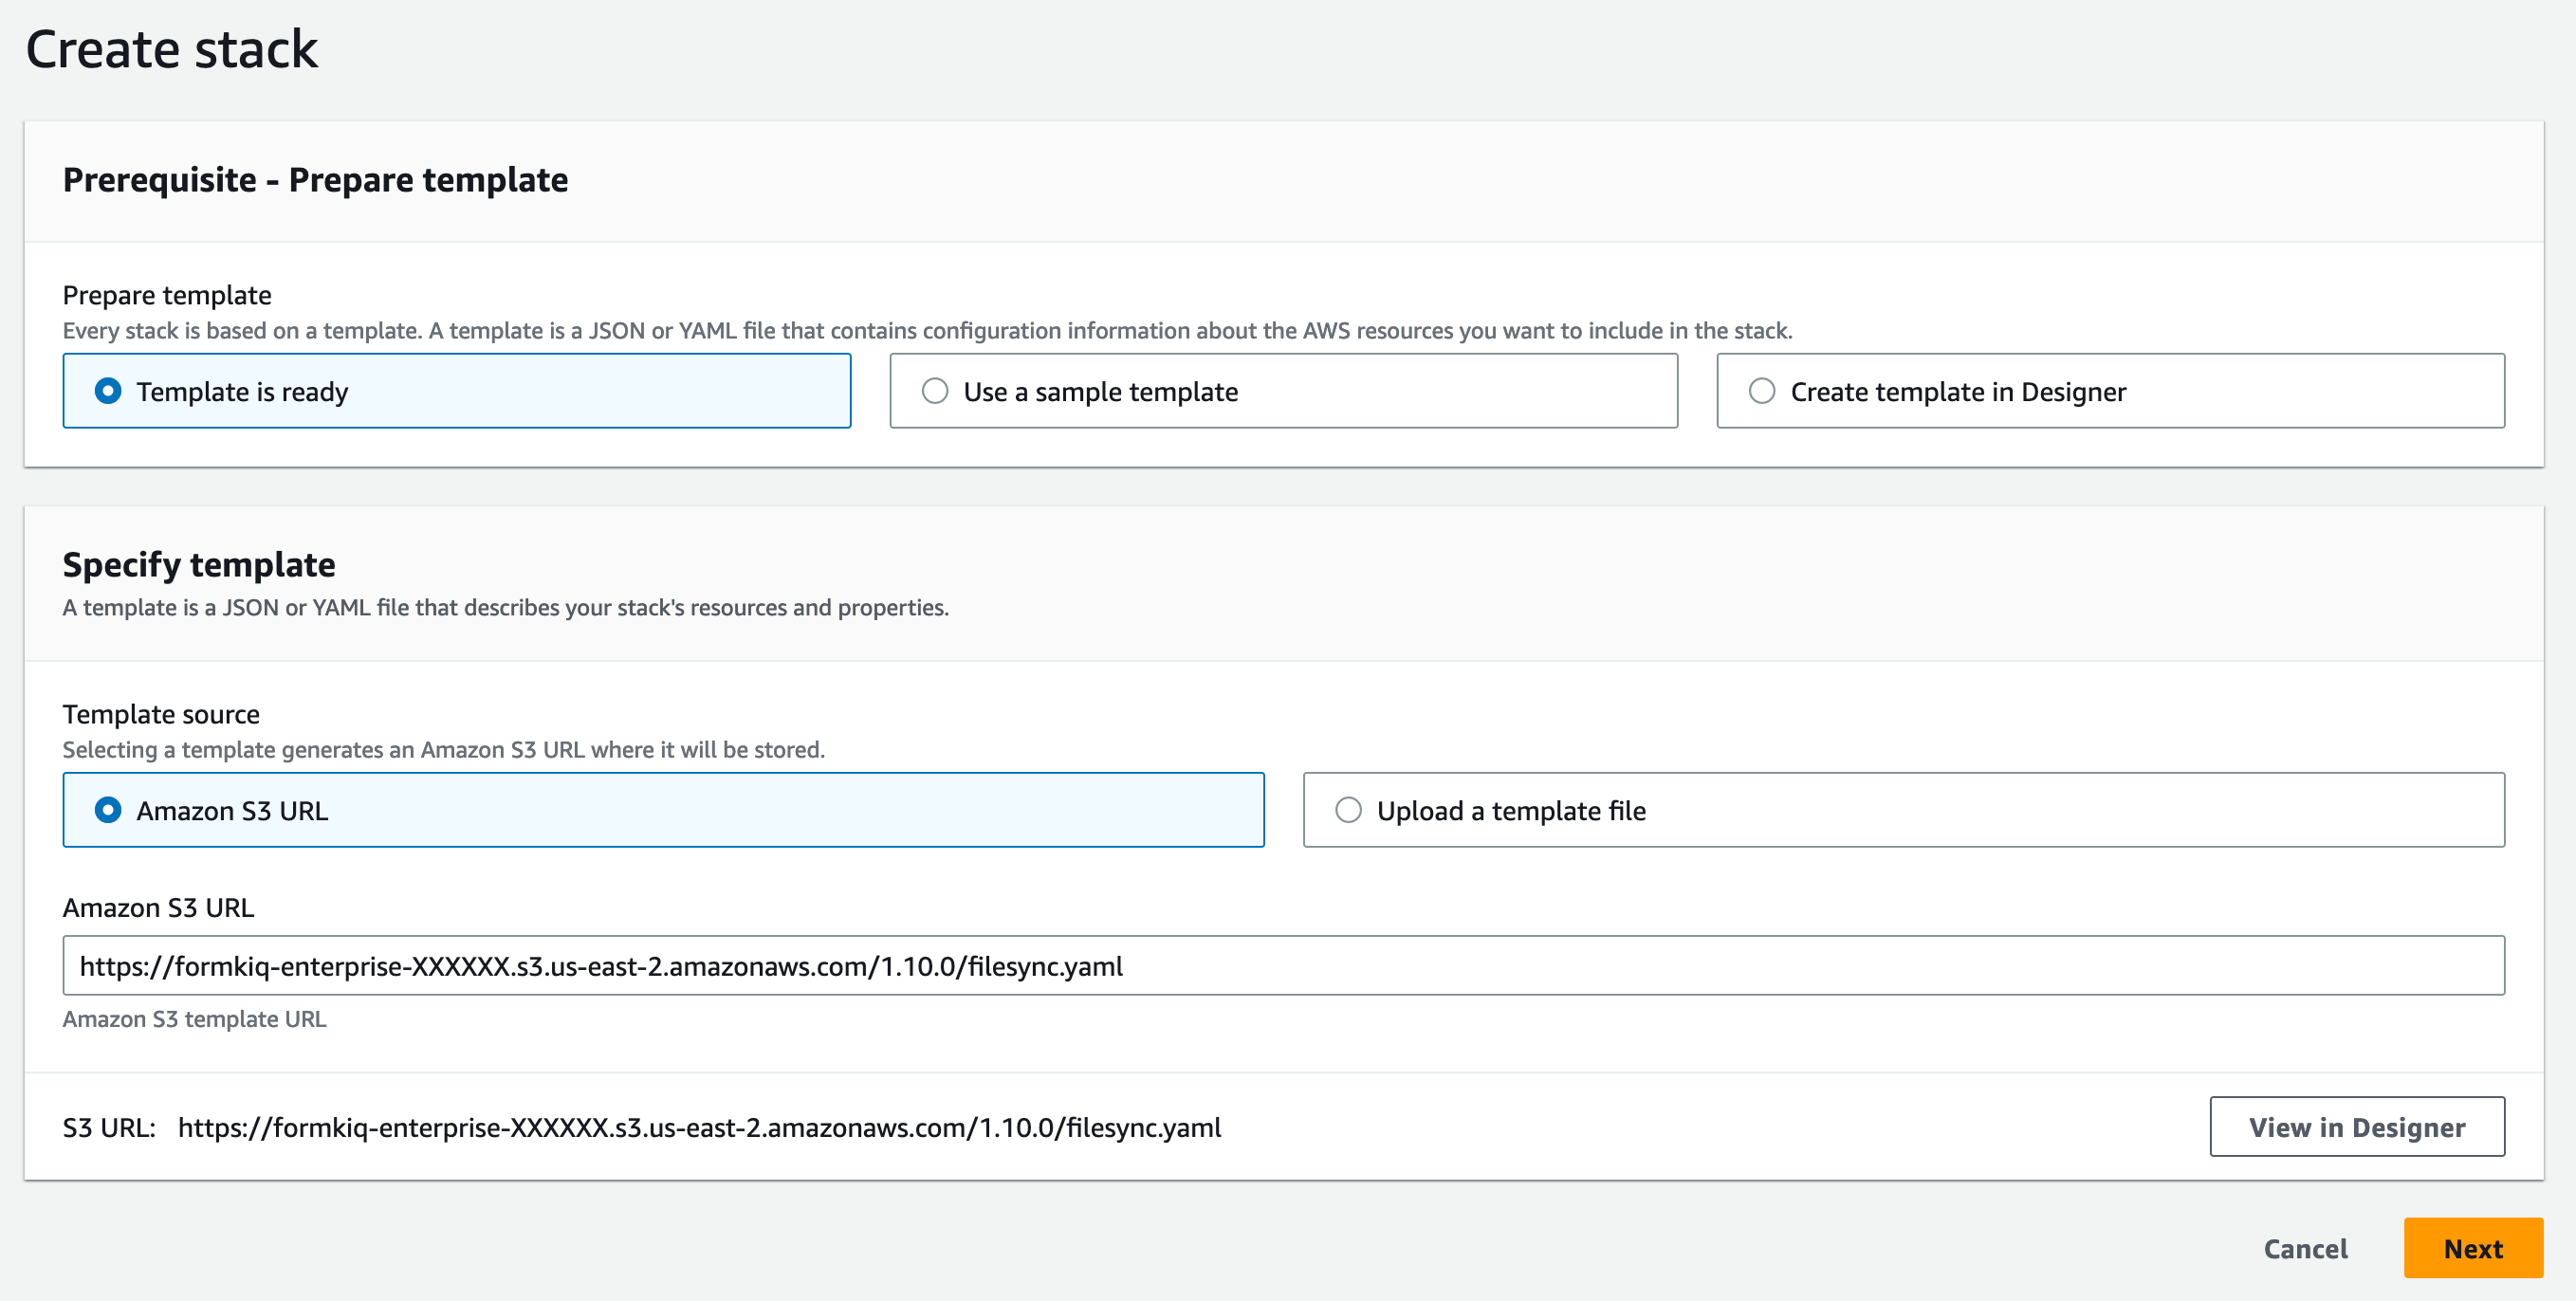 Create stack
Prerequisite - Prepare template
Prepare template
Every stack is based on a template. A template is a JSON or YAML file that contains configuration information about the AWS resources you want to include in the stack.
Template is ready
Use a sample template
Create template in Designer
Specify template
A template is a JSON or YAML file that describes your stack's resources and properties.
Template source
Selecting a template generates an Amazon S3 URL where it will be stored.
Amazon S3 URL
Upload a template file
Amazon S3 URL
https://formkiq-enterprise-XXXXXX.s3.us-east-2.amazonaws.com/1.10.0/filesync.yaml
Amazon S3 template URL
S3 URL: https://formkiq-enterprise-XXXXXX.s3.us-east-2.amazonaws.com/1.10.0/filesync.yaml
View in Designer
Cancel
Next